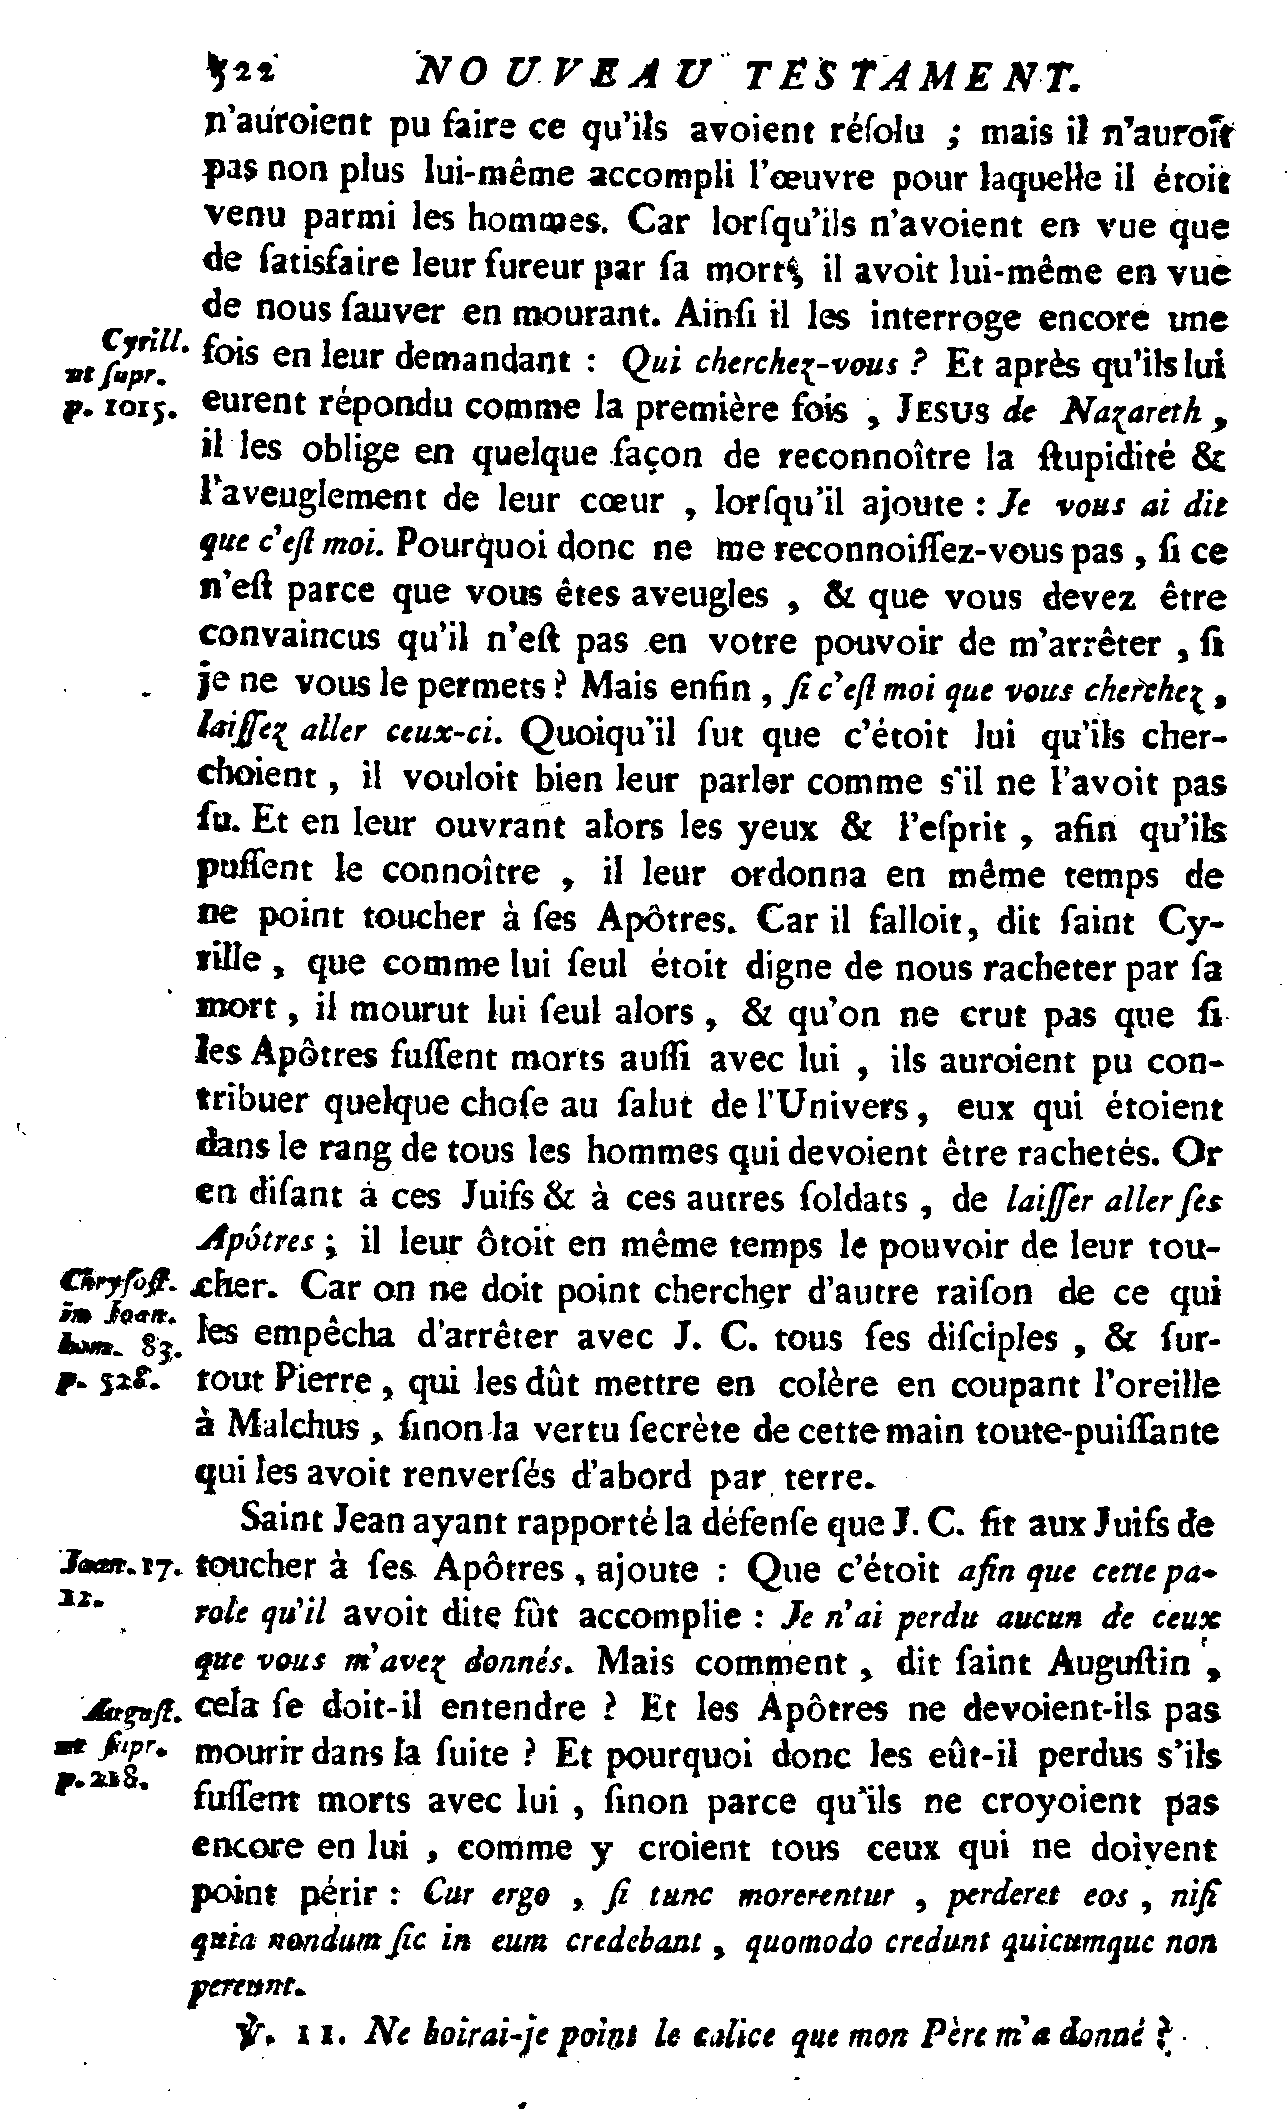 522 NOUVEAU TESTAMENT.
n'auroient pu faire ce qu'ils avoient réſolu ; mais il n'auroit
pas non plus lui-même accompli l'œuvre pour laquelle il étoit
venu parmi les hommes. Car lorſqu'ils n'avoient en vue que
de ſatisfaire leur fureur par ſa mort, il avoit lui-même en vue
de nous ſauver en mourant. Ainſi il les interroge encore une
Cyrill.
ut ſupr.
p. 1015.
fois en leur demandant : Qui cherchez-vous ? Et après qu'ils lui
eurent répondu comme la première fois , JESUS de Nazareth ,
il les oblige en quelque façon de reconnoître la ſtupidité &
l'aveuglement de leur cœur , lorſqu'il ajoute : Je vous ai dit
que c'eſt moi. Pourquoi donc ne me reconnoiſſez-vous pas , ſi ce
n'eſt parce que vous êtes aveugles , & que vous devez être
convaincus qu'il n'eſt pas en votre pouvoir de m'arrêter , ſi
je ne vous le permets ? Mais enfin , ſi c'eſt moi que vous cherchez ,
laiſſez aller ceux-ci. Quoiqu'il ſut que c'étoit lui qu'ils cher-
choient , il vouloit bien leur parler comme s'il ne l'avoit pas
ſu. Et en leur ouvrant alors les yeux & l'eſprit , afin qu'ils
puſſent le connoître , il leur ordonna en même temps de
ne point toucher à ſes Apôtres. Car il falloit, dit ſaint Cy-
rille , que comme lui ſeul étoit digne de nous racheter par ſa
mort , il mourut lui ſeul alors , & qu'on ne crut pas que ſi
les Apôtres fuſſent morts auſſi avec lui , ils auroient pu con-
tribuer quelque choſe au ſalut de l'Univers, eux qui étoient
dans le rang de tous les hommes qui devoient être rachetés. Or
en diſant à ces Juifs & à ces autres ſoldats , de laiſſer aller ſes
Apôtres ; il leur ôtoit en même temps le pouvoir de leur tou-
Chryſoſt.
in Joan.
hom. 83.
p. 528.
cher. Car on ne doit point chercher d'autre raiſon de ce qui
les empêcha d'arrêter avec J. C. tous ſes diſciples , & ſur-
tout Pierre , qui les dût mettre en colère en coupant l'oreille
à Malchus , ſinon la vertu ſecrète de cette main toute-puiſſante
qui les avoit renverſés d'abord par terre.
Saint Jean ayant rapporté la défenſe que J. C. fit aux Juifs de
Joan. 17.
12.
toucher à ſes Apôtres , ajoute : Que c'étoit afin que cette pa-
role qu'il avoit dite fût accomplie : Je n'ai perdu aucun de ceux
que vous m'avez donnés. Mais comment , dit ſaint Auguſtin ,
Auguſt.
ut ſupr.
p. 218.
cela ſe doit-il entendre ? Et les Apôtres ne devoient-ils pas
mourir dans la ſuite ? Et pourquoi donc les eût-il perdus s'ils
fuſſent morts avec lui , ſinon parce qu'ils ne croyoient pas
encore en lui , comme y croient tous ceux qui ne doivent
point périr : Cur ergo , ſi tunc morerentur , perderet eos , niſi
quia nondum ſic in eum credebant , quomodo credunt quicumque non
pereunt.
℣. 11. Ne boirai-je point le calice que mon Père m'a donné ?